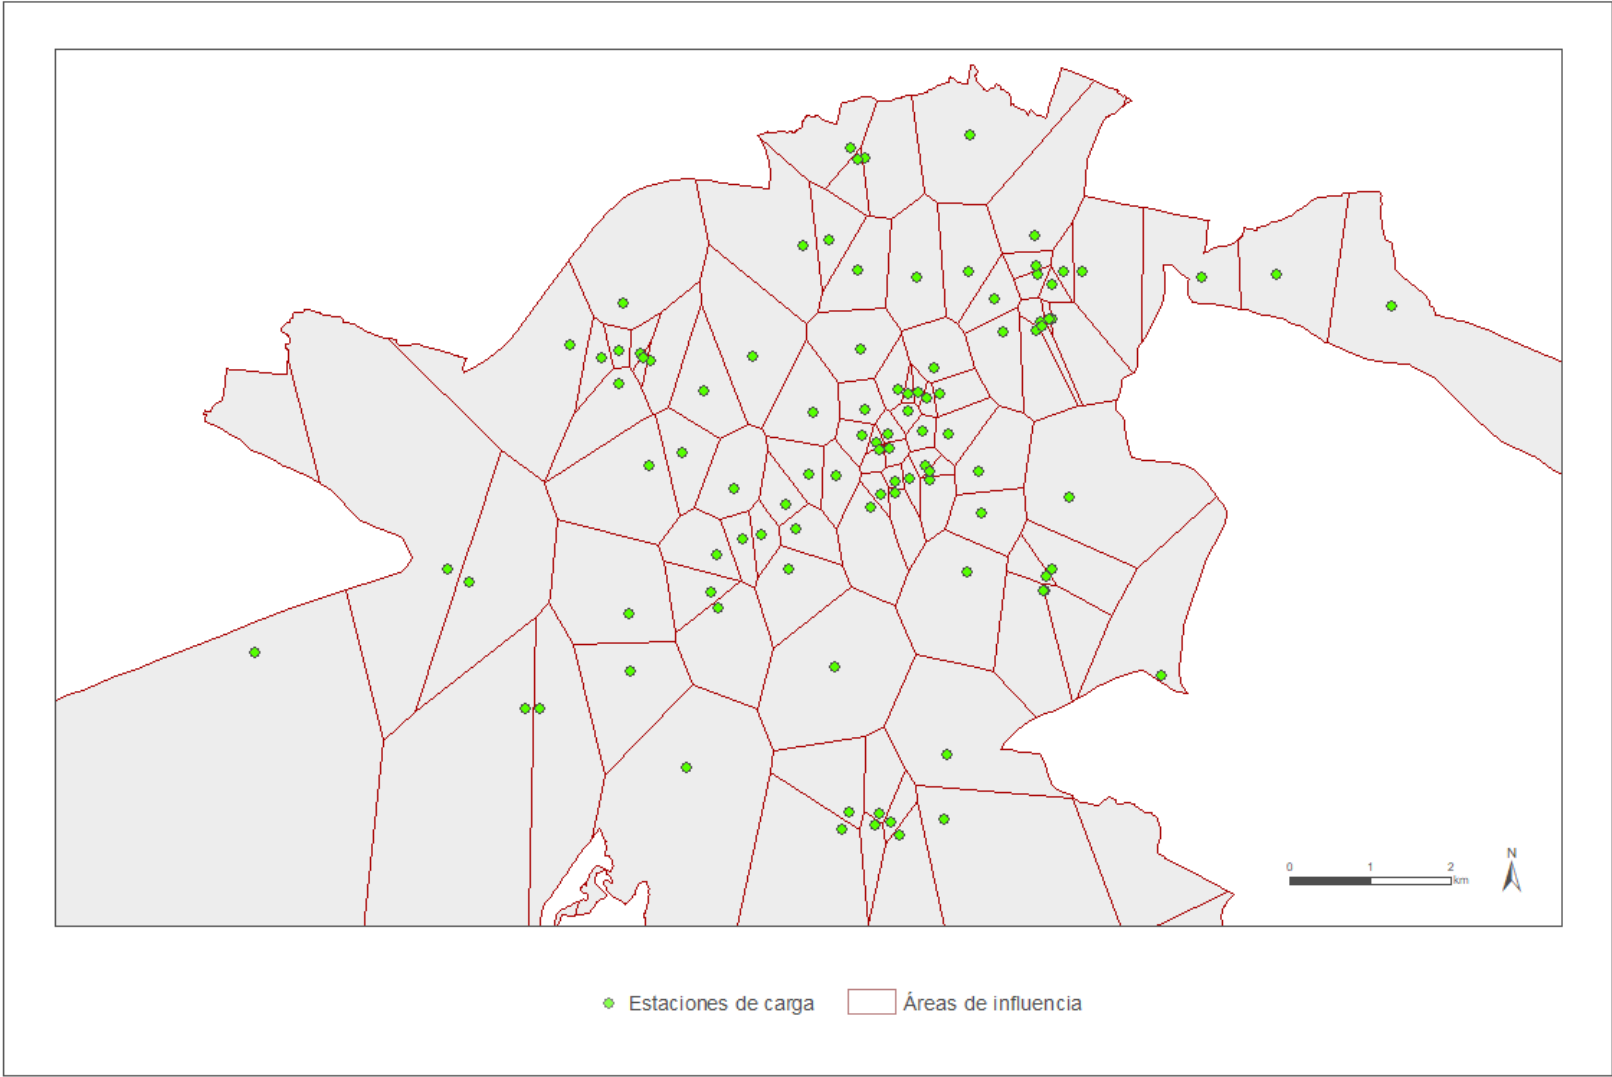 N
0 1 2
km
Estaciones de carga
Áreas de influencia